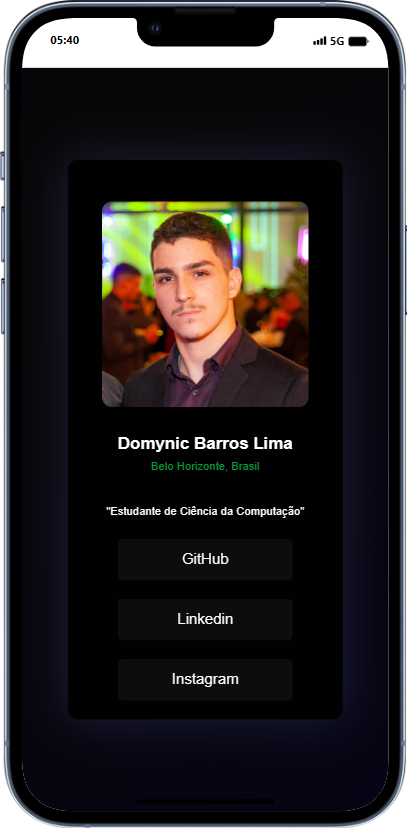 05:40
5G
Domynic Barros Lima
Belo Horizonte, Brasil
"Estudante de Ciência da Computação"
GitHub
Linkedin
Instagram